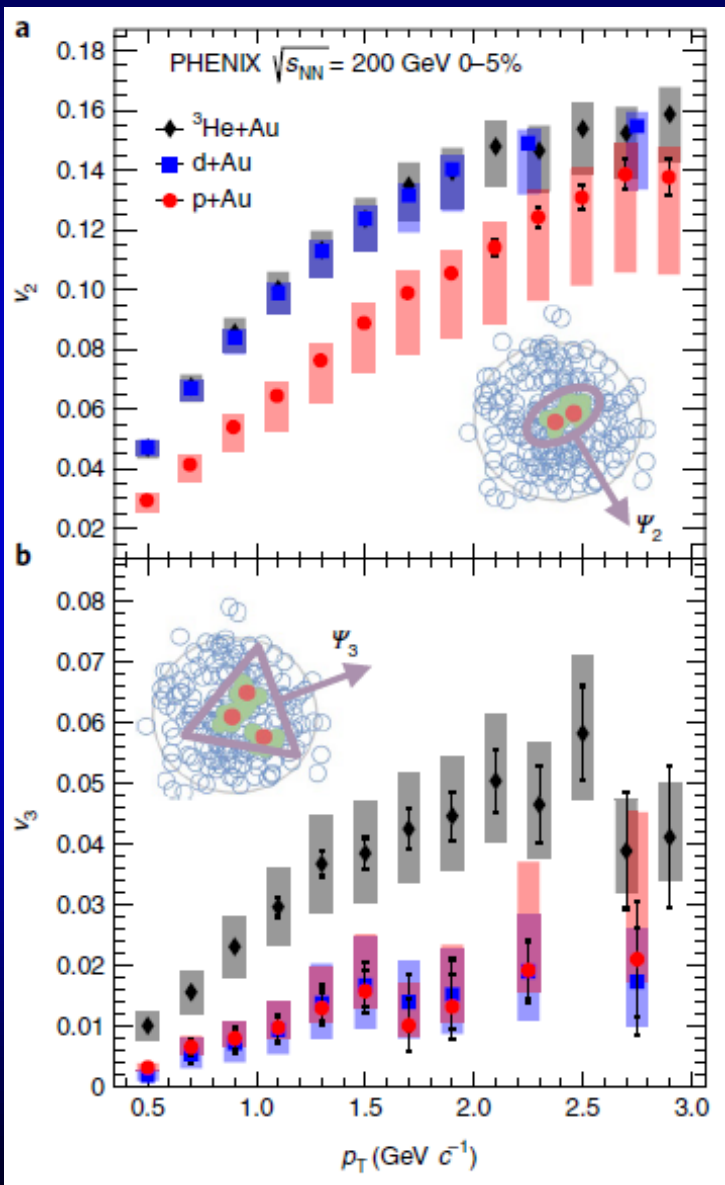 a
PHENIX √sNN = 200 GeV 0–5%
³He+Au
d+Au
p+Au
0.18
0.16
0.14
0.12
0.10
0.08
0.06
0.04
0.02
v₂
Ψ₂
b
0.08
0.07
0.06
0.05
0.04
0.03
0.02
0.01
0
v₃
Ψ₃
0.5 1.0 1.5 2.0 2.5 3.0
pT (GeV c⁻¹)